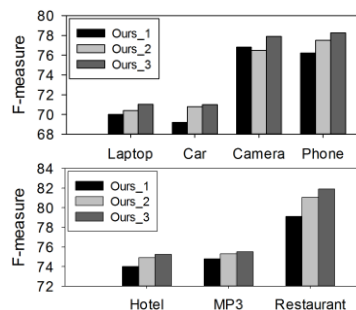 F-measure
80
78
76
74
72
70
68
Ours_1
Ours_2
Ours_3
Laptop Car Camera Phone
F-measure
84
82
80
78
76
74
72
Ours_1
Ours_2
Ours_3
Hotel MP3 Restaurant